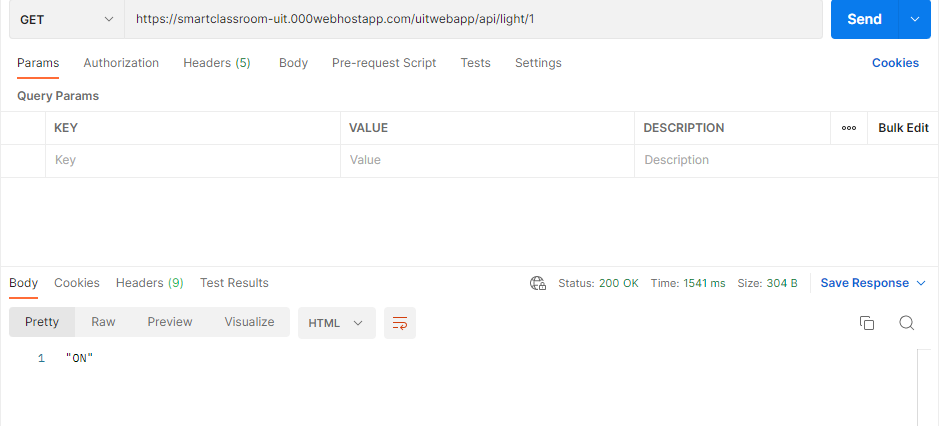 GET https://smartclassroom-uit.000webhostapp.com/uitwebapp/api/light/1 Send
Params Authorization Headers (5) Body Pre-request Script Tests Settings Cookies
Query Params
KEY VALUE DESCRIPTION ooo Bulk Edit
Key Value Description
Body Cookies Headers (9) Test Results Status: 200 OK Time: 1541 ms Size: 304 B Save Response
Pretty Raw Preview Visualize HTML
1 "ON"